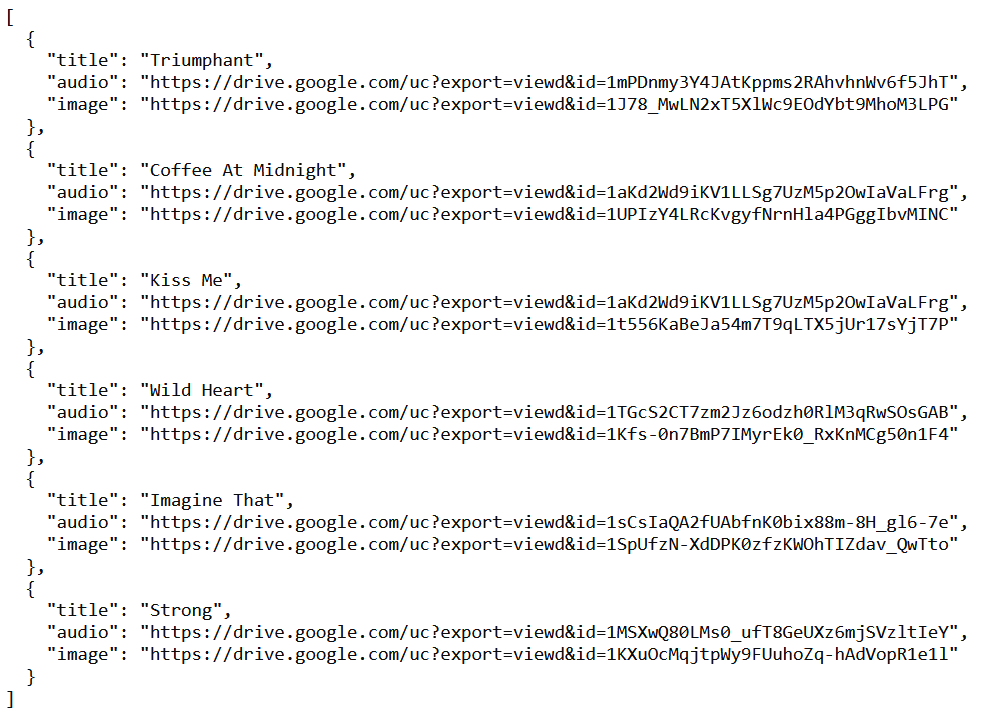 [
  {
    "title": "Triumphant",
    "audio": "https://drive.google.com/uc?export=viewd&id=1mPDnmy3Y4JAtKppms2RAhvhnWv6f5JhT",
    "image": "https://drive.google.com/uc?export=viewd&id=1J78_MwLN2xT5XlWc9EOdYbt9MhoM3LPG"
  },
  {
    "title": "Coffee At Midnight",
    "audio": "https://drive.google.com/uc?export=viewd&id=1aKd2Wd9iKV1LLSg7UzM5p2OwIaVaLFrg",
    "image": "https://drive.google.com/uc?export=viewd&id=1UPIzY4LRcKvgyfNrnHla4PGggIbvMINC"
  },
  {
    "title": "Kiss Me",
    "audio": "https://drive.google.com/uc?export=viewd&id=1aKd2Wd9iKV1LLSg7UzM5p2OwIaVaLFrg",
    "image": "https://drive.google.com/uc?export=viewd&id=1t556KaBeJa54m7T9qLTX5jUr17sYjT7P"
  },
  {
    "title": "Wild Heart",
    "audio": "https://drive.google.com/uc?export=viewd&id=1TGcS2CT7zm2Jz6odzh0RlM3qRwSOsGAB",
    "image": "https://drive.google.com/uc?export=viewd&id=1Kfs-0n7BmP7IMyrEk0_RxKnMCg50n1F4"
  },
  {
    "title": "Imagine That",
    "audio": "https://drive.google.com/uc?export=viewd&id=1sCsIaQA2fUAbfnK0bix88m-8H_gl6-7e",
    "image": "https://drive.google.com/uc?export=viewd&id=1SpUfzN-XdDPK0zfzKWOhTIZdav_QwTto"
  },
  {
    "title": "Strong",
    "audio": "https://drive.google.com/uc?export=viewd&id=1MSXwQ80LMs0_ufT8GeUXz6mjSVzltIeY",
    "image": "https://drive.google.com/uc?export=viewd&id=1KXuOcMqjtpWy9FUuhoZq-hAdVopR1e1l"
  }
]